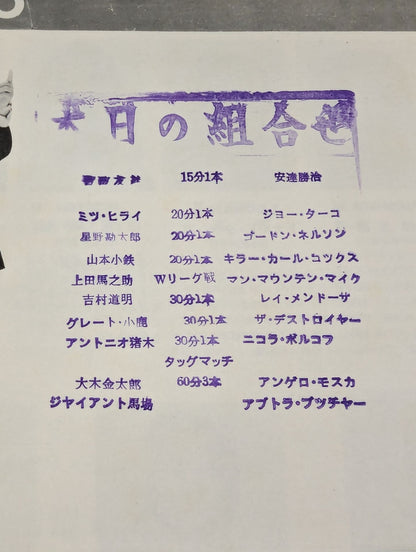 本日の組合せ
15分1本 安達勝治
ミツ・ヒライ 20分1本 ジョー・ターコ
星野勘太郎 20分1本 ゴードン・ネルソン
山本小鉄 20分1本 キラー・カール・コックス
上田馬之助 Wリーグ戦 マン・マウンテン・マイク
吉村道明 30分1本 レイ・メンドーサ
グレート・小鹿 30分1本 ザ・デストロイヤー
アントニオ猪木 30分1本 ニコラ・ボルコフ
タッグマッチ
大木金太郎 60分3本 アンゲロ・モスカ
ジヤイアント馬場 アブトラ・ブッチャー